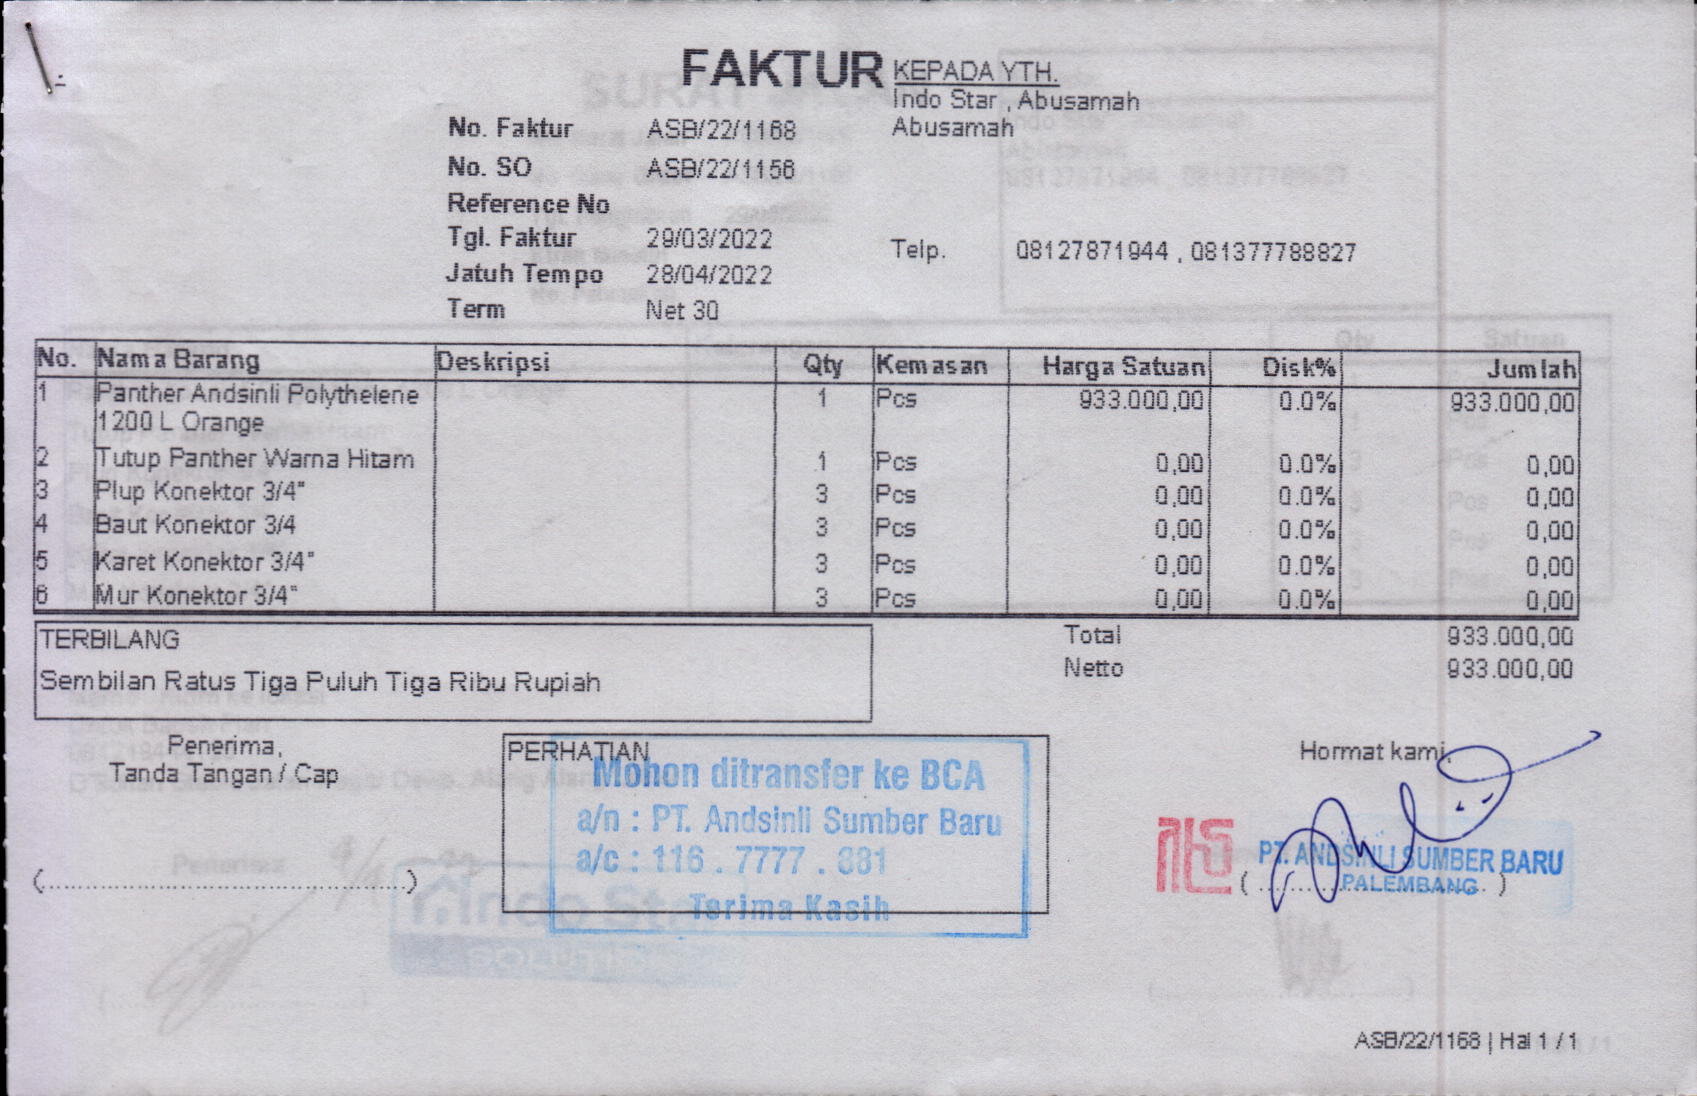 FAKTUR
KEPADA YTH.
Indo Star , Abusamah
Abusamah
No. Faktur ASB/22/1168
No. SO ASB/22/1156
Reference No
Tgl. Faktur 29/03/2022
Telp. 08127871944 , 081377788827
Jatuh Tempo 28/04/2022
Term Net 30
No. Nama Barang Deskripsi Qty Kemasan Harga Satuan Disk% Jumlah
1 Panther Andsinli Polythelene 1 Pcs 933.000,00 0.0% 933.000,00
1200 L Orange
2 Tutup Panther Warna Hitam 1 Pcs 0,00 0.0% 0,00
3 Plup Konektor 3/4" 3 Pcs 0,00 0.0% 0,00
4 Baut Konektor 3/4 3 Pcs 0,00 0.0% 0,00
5 Karet Konektor 3/4" 3 Pcs 0,00 0.0% 0,00
6 Mur Konektor 3/4" 3 Pcs 0,00 0.0% 0,00
TERBILANG
Sembilan Ratus Tiga Puluh Tiga Ribu Rupiah
Total 933.000,00
Netto 933.000,00
Penerima,
Tanda Tangan / Cap
(..........................................)
PERHATIAN
Mohon ditransfer ke BCA
a/n : PT. Andsinli Sumber Baru
a/c : 116 . 7777 . 881
Terima Kasih
Hormat kami,
PT. ANDSINLI SUMBER BARU
PALEMBANG
ASB/22/1168 | Hal 1 / 1